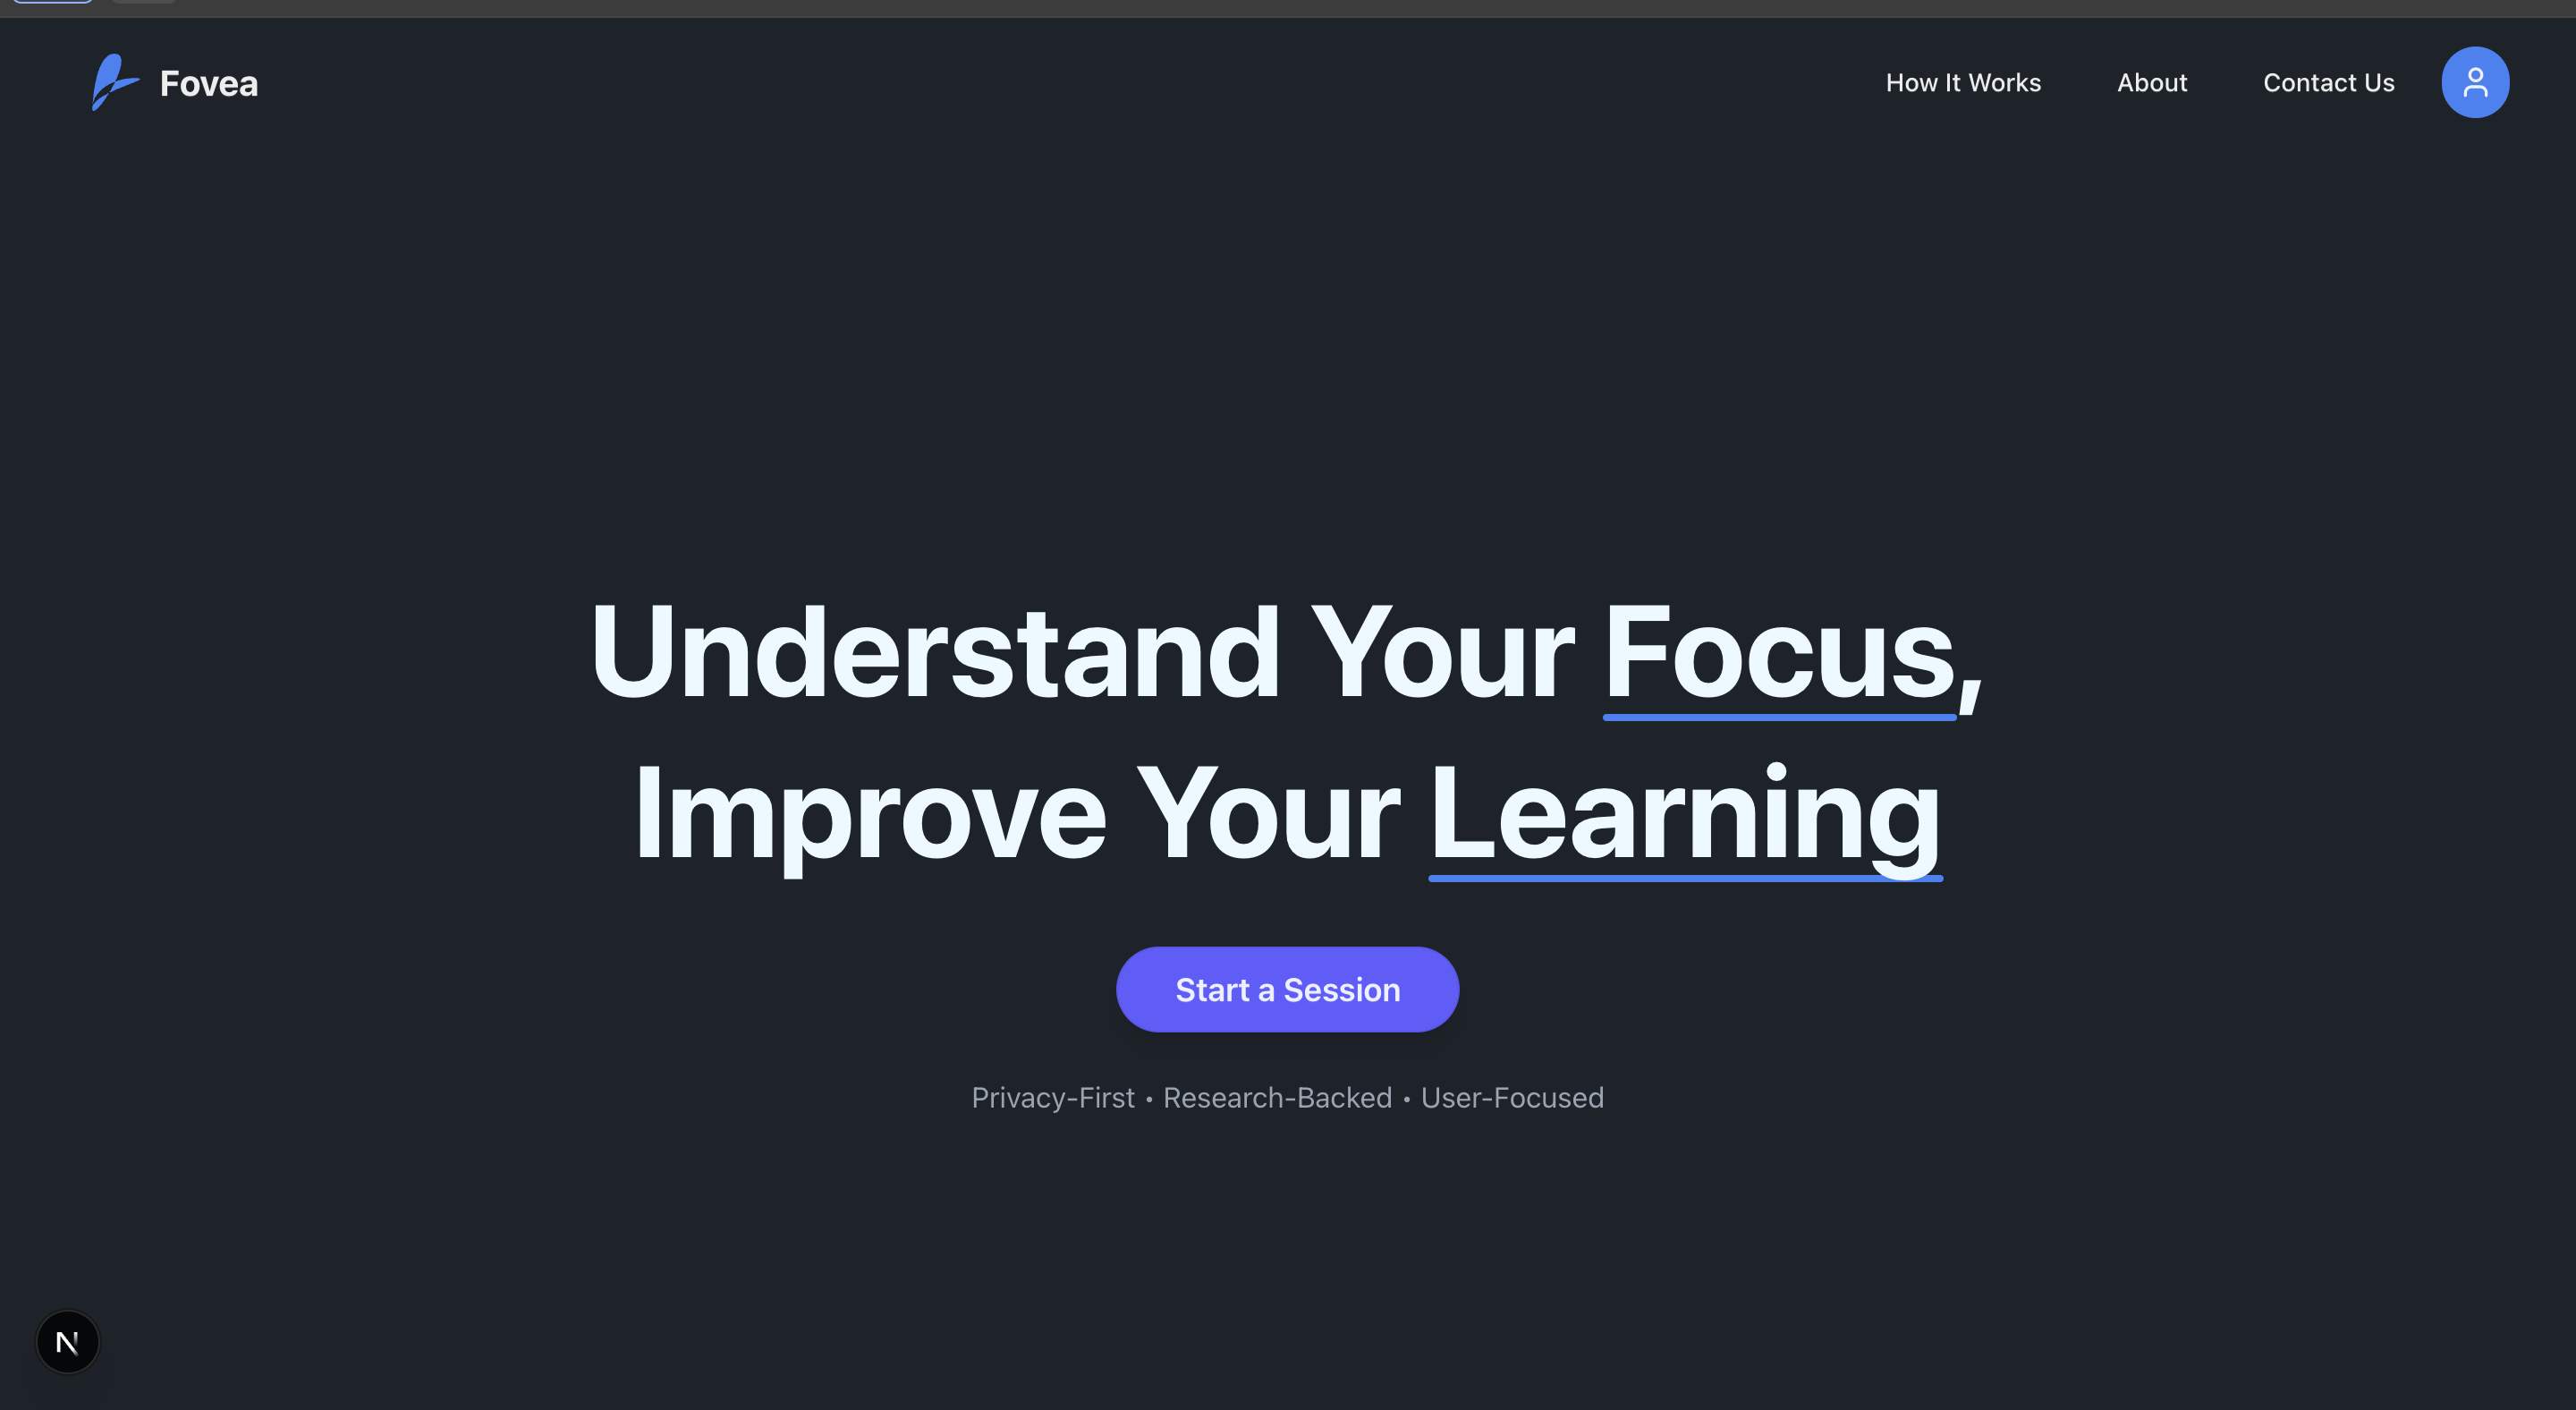 Fovea
How It Works
About
Contact Us
Understand Your Focus,
Improve Your Learning
Start a Session
Privacy-First • Research-Backed • User-Focused
N